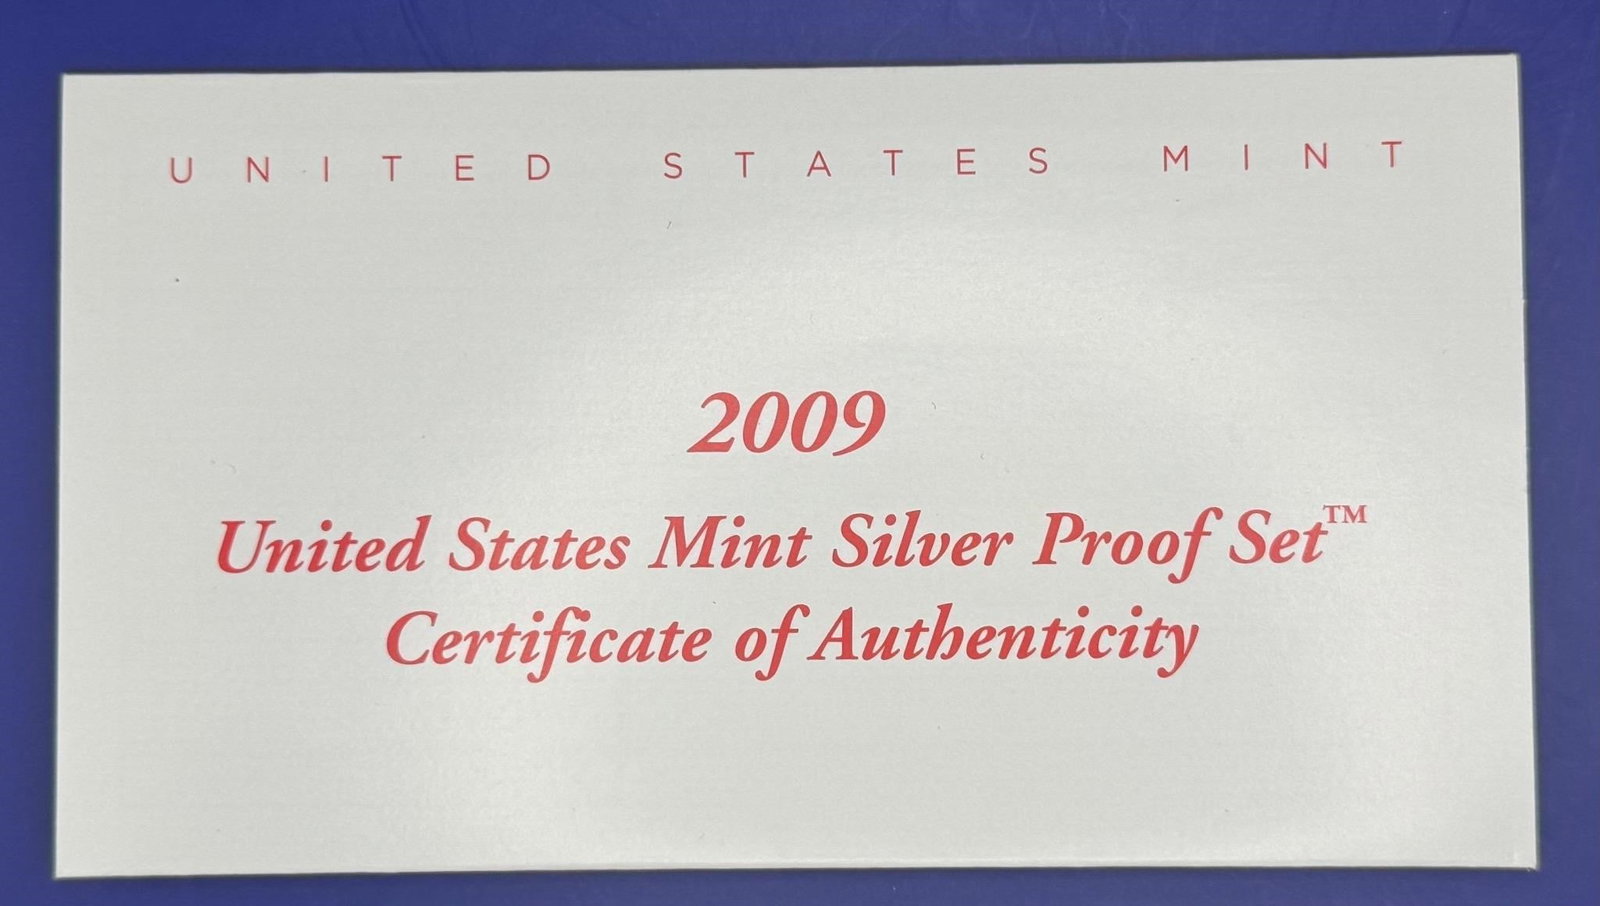 UNITED STATES MINT
2009
United States Mint Silver Proof Set™
Certificate of Authenticity